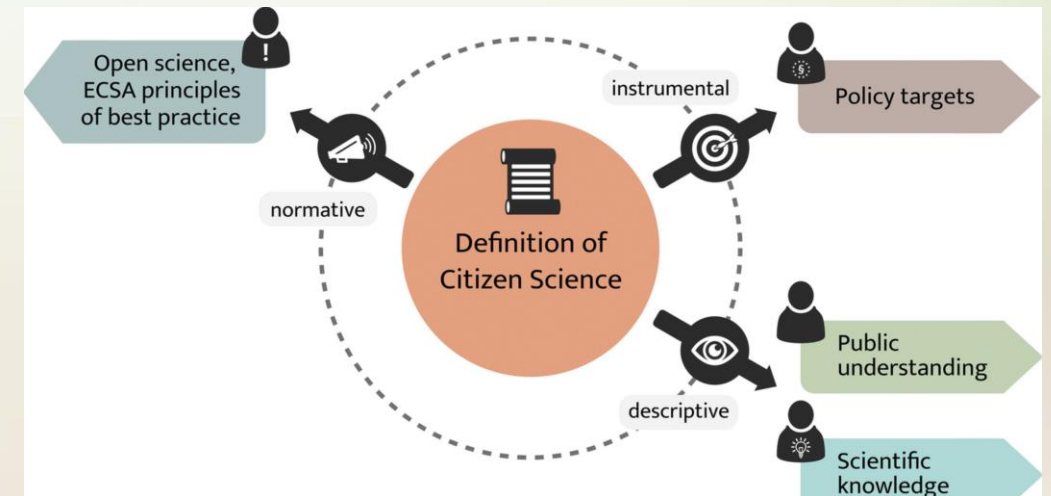 Open science,
ECSA principles
of best practice
!
normative
instrumental
§
Policy targets
Definition of
Citizen Science
descriptive
Public
understanding
Scientific
knowledge